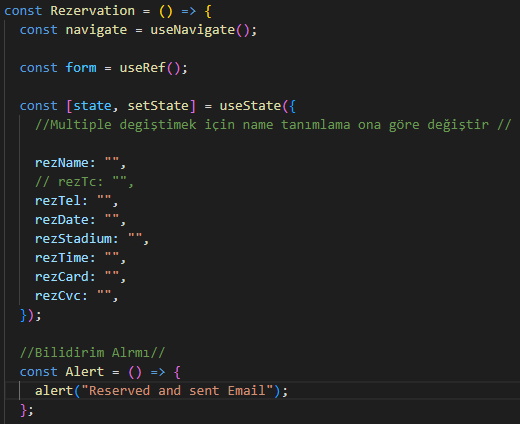 const Rezervation = () => {
const navigate = useNavigate();
const form = useRef();
const [state, setState] = useState({
//Multiple degiştimek için name tanımlama ona göre değiştir //
rezName: "",
// rezTc: "",
rezTel: "",
rezDate: "",
rezStadium: "",
rezTime: "",
rezCard: "",
rezCvc: "",
});
//Bilidirim Alrmı//
const Alert = () => {
alert("Reserved and sent Email");
};